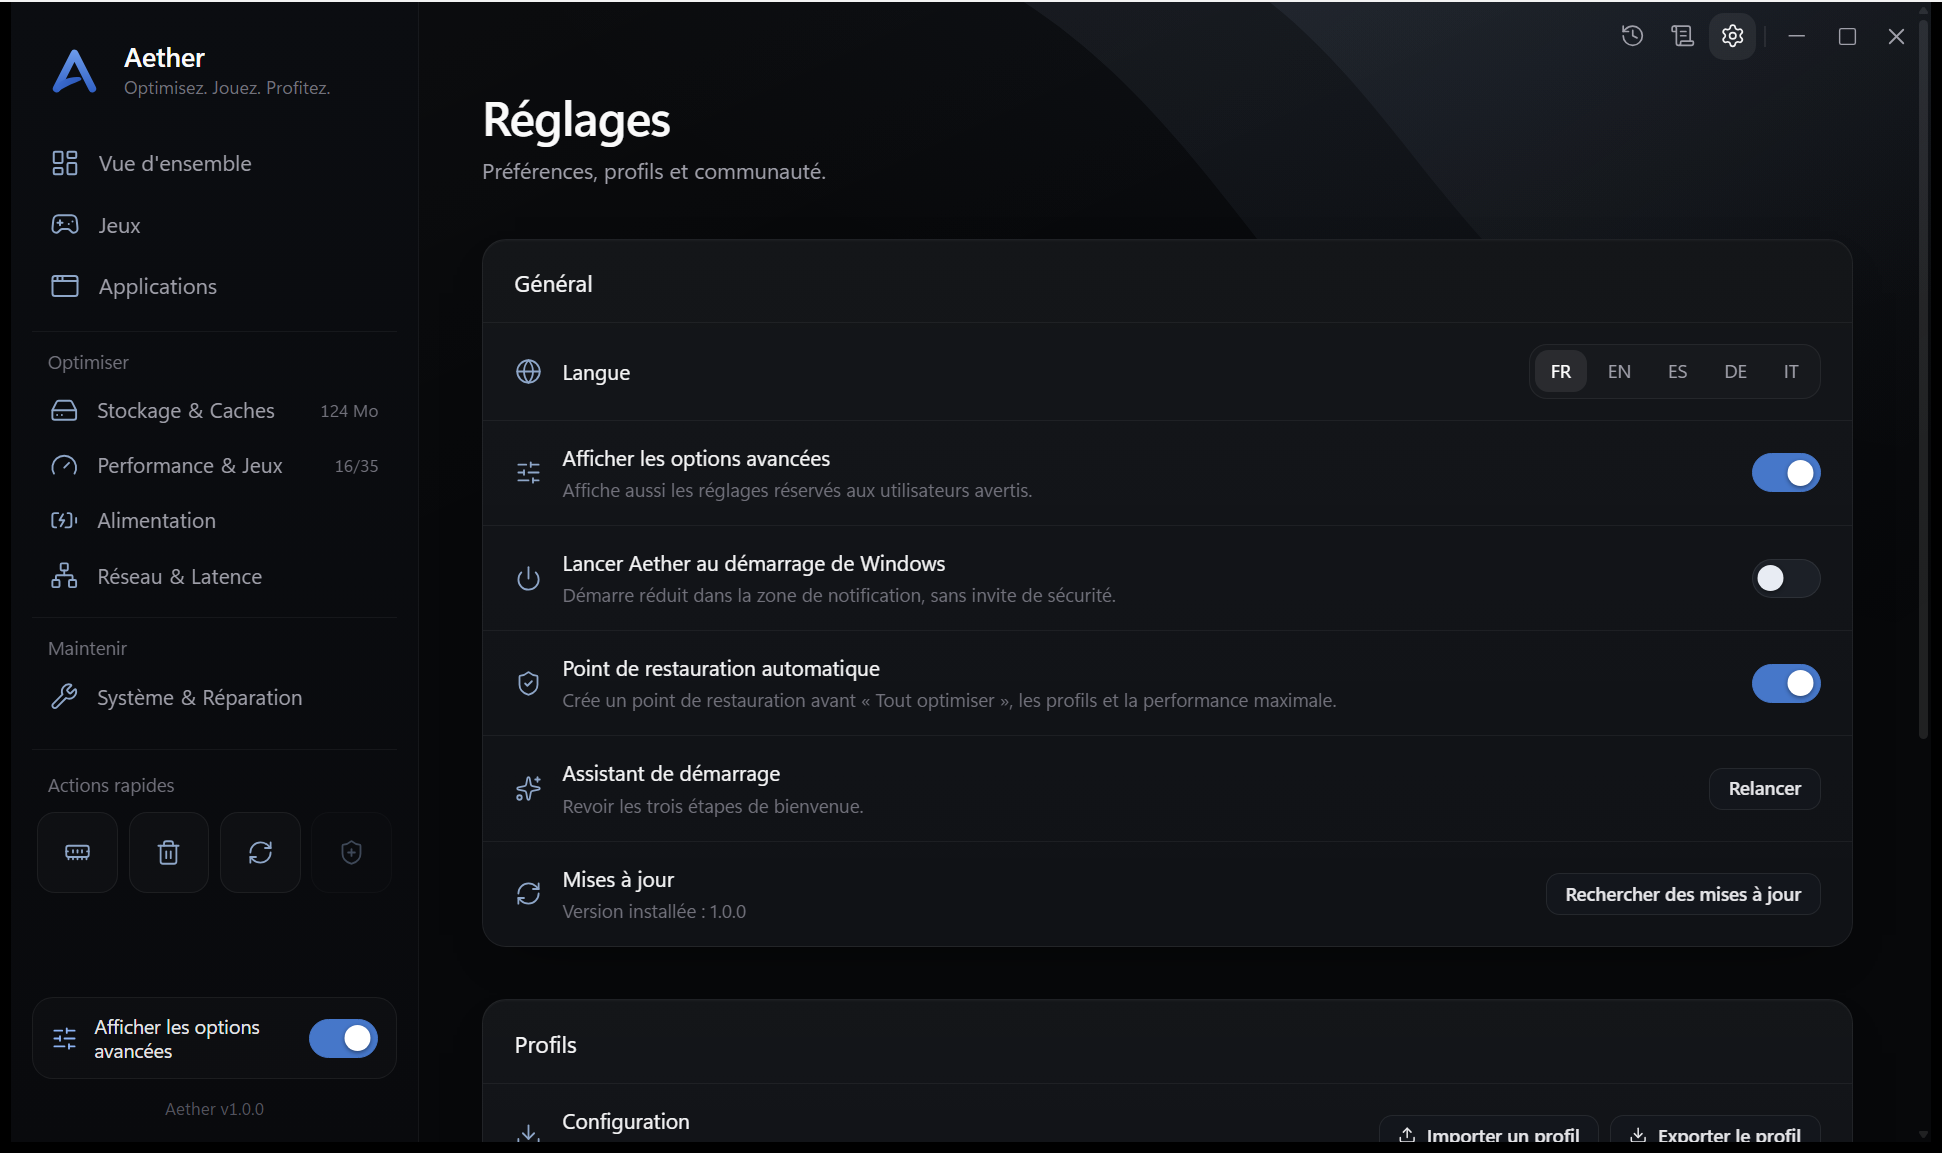 Aether
Optimisez. Jouez. Profitez.
Vue d'ensemble
Jeux
Applications
Optimiser
Stockage & Caches 124 Mo
Performance & Jeux 16/35
Alimentation
Réseau & Latence
Maintenir
Système & Réparation
Actions rapides
Afficher les options
avancées
Aether v1.0.0
Réglages
Préférences, profils et communauté.
Général
Langue FR EN ES DE IT
Afficher les options avancées
Affiche aussi les réglages réservés aux utilisateurs avertis.
Lancer Aether au démarrage de Windows
Démarre réduit dans la zone de notification, sans invite de sécurité.
Point de restauration automatique
Crée un point de restauration avant « Tout optimiser », les profils et la performance maximale.
Assistant de démarrage
Revoir les trois étapes de bienvenue.
Relancer
Mises à jour
Version installée : 1.0.0
Rechercher des mises à jour
Profils
Configuration
Importer un profil Exporter le profil